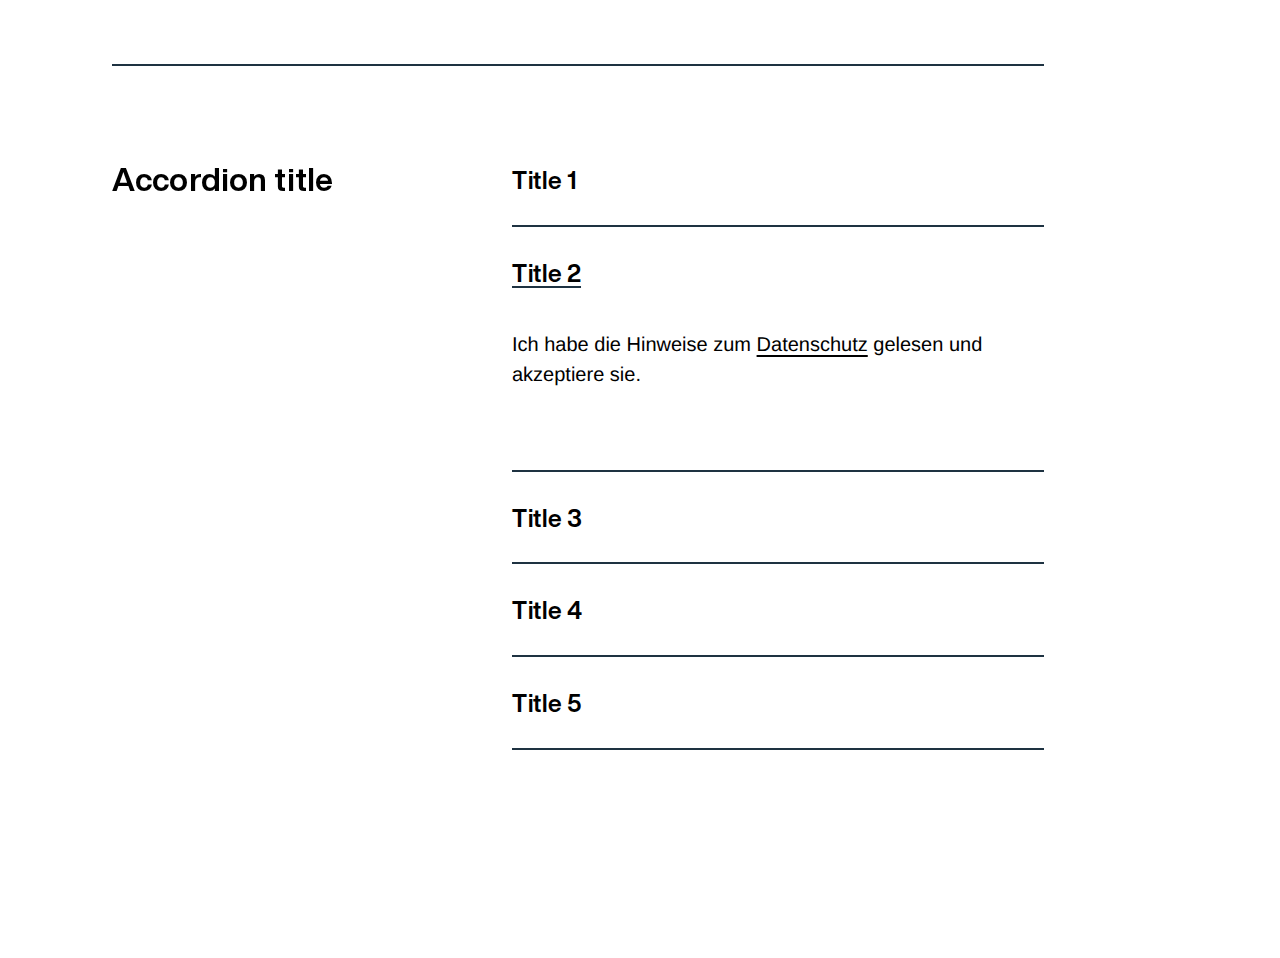 Accordion title
Title 1
Title 2
Ich habe die Hinweise zum Datenschutz gelesen und
akzeptiere sie.
Title 3
Title 4
Title 5